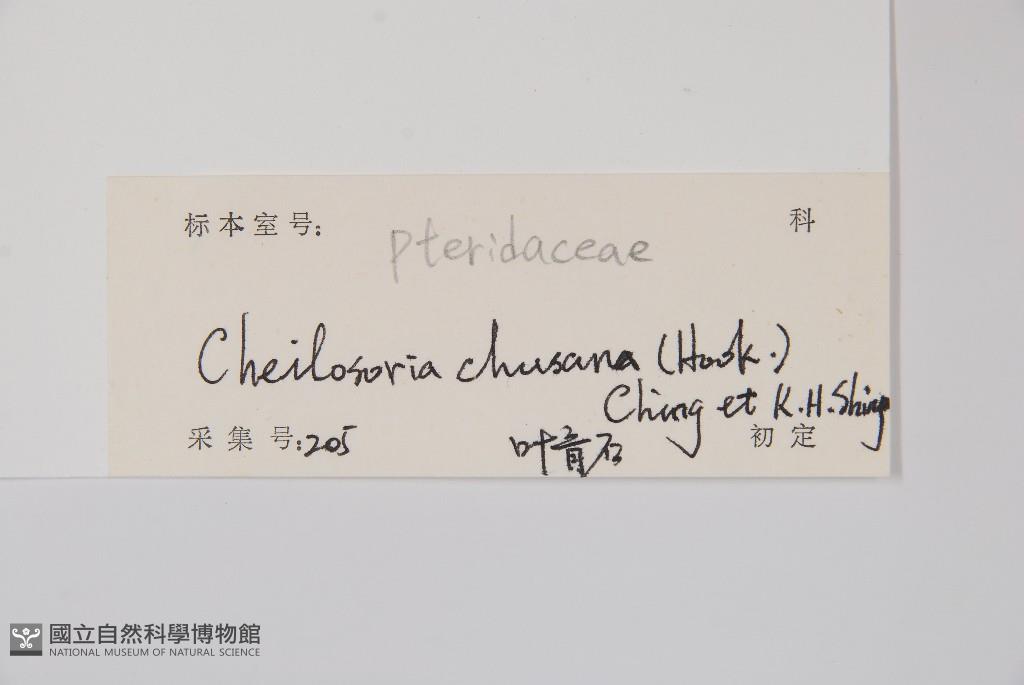 标本室号： 科
Pteridaceae
Cheilosoria chusana (Hook.)
Ching et K.H.Shing
采集号：205 叶育石 初定
國立自然科學博物館
NATIONAL MUSEUM OF NATURAL SCIENCE